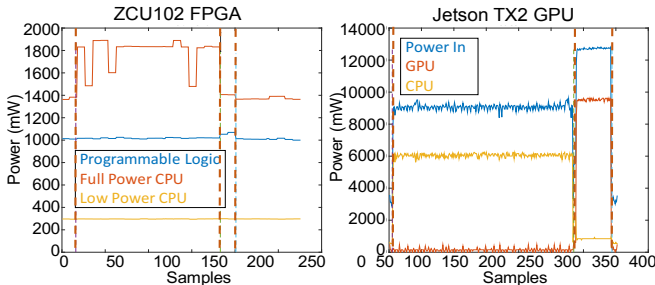 ZCU102 FPGA
2000
1800
1600
1400
1200
1000
800
600
400
200
0
Power (mW)
Programmable Logic
Full Power CPU
Low Power CPU
0 50 100 150 200 250
Samples
Jetson TX2 GPU
14000
12000
10000
8000
6000
4000
2000
0
Power (mW)
Power In
GPU
CPU
50 0 50 100 150 200 250 300 350 400
Samples